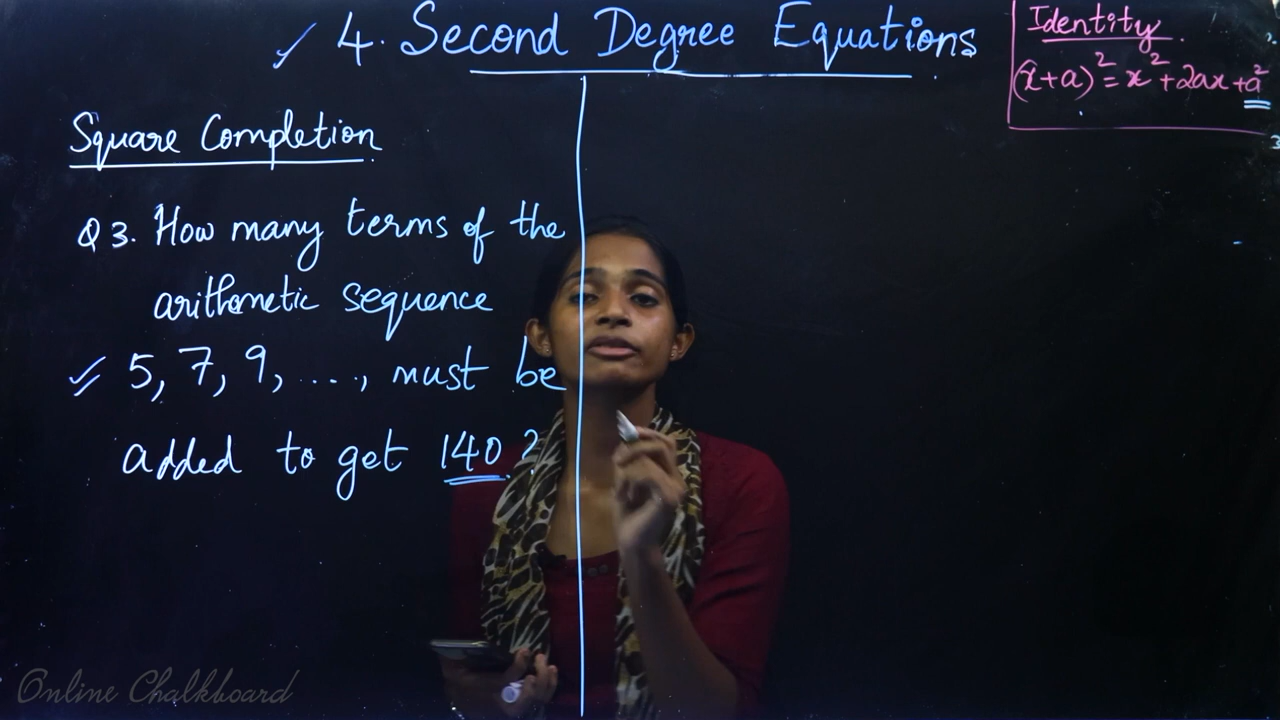 ✓ 4. Second Degree Equations
Identity
(x+a)² = x² + 2ax + a²
Square Completion
Q 3. How many terms of the
arithmetic sequence
5, 7, 9, ...., must be
added to get 140 ?
Online Chalkboard